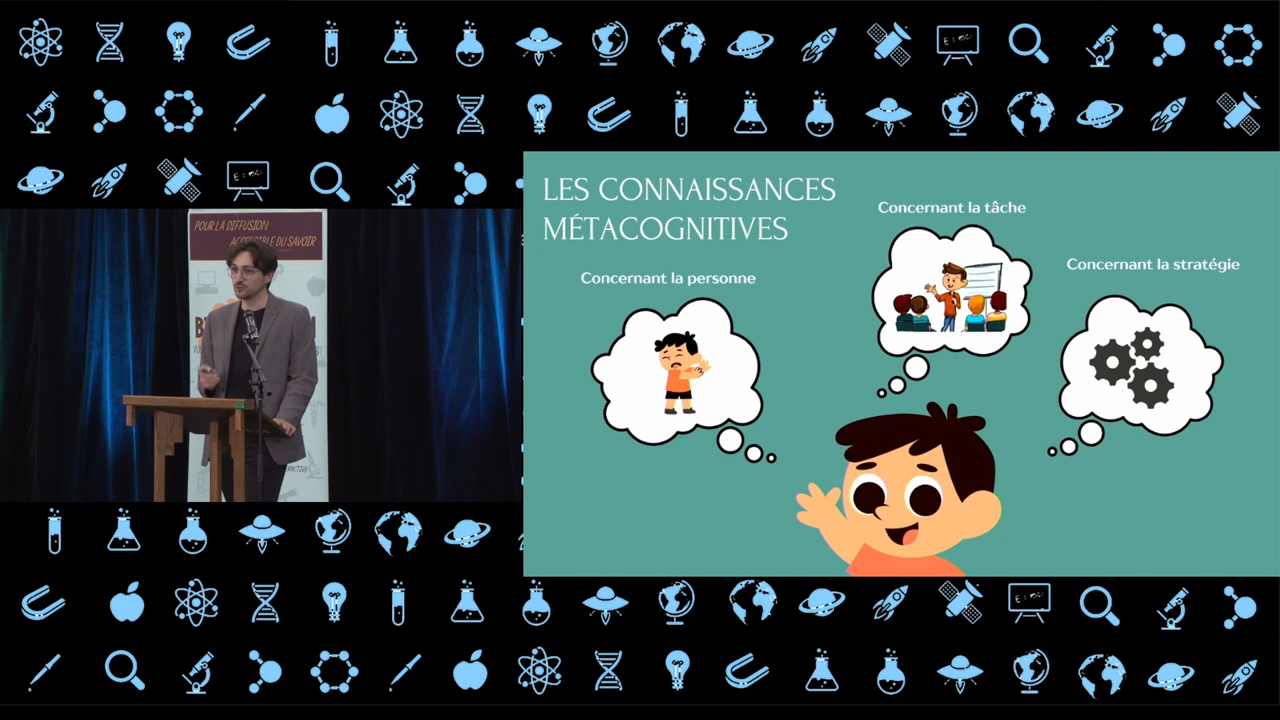 POUR LA DIFFUSION
ACCESSIBLE DU SAVOIR
LES CONNAISSANCES
MÉTACOGNITIVES
Concernant la tâche
Concernant la stratégie
Concernant la personne